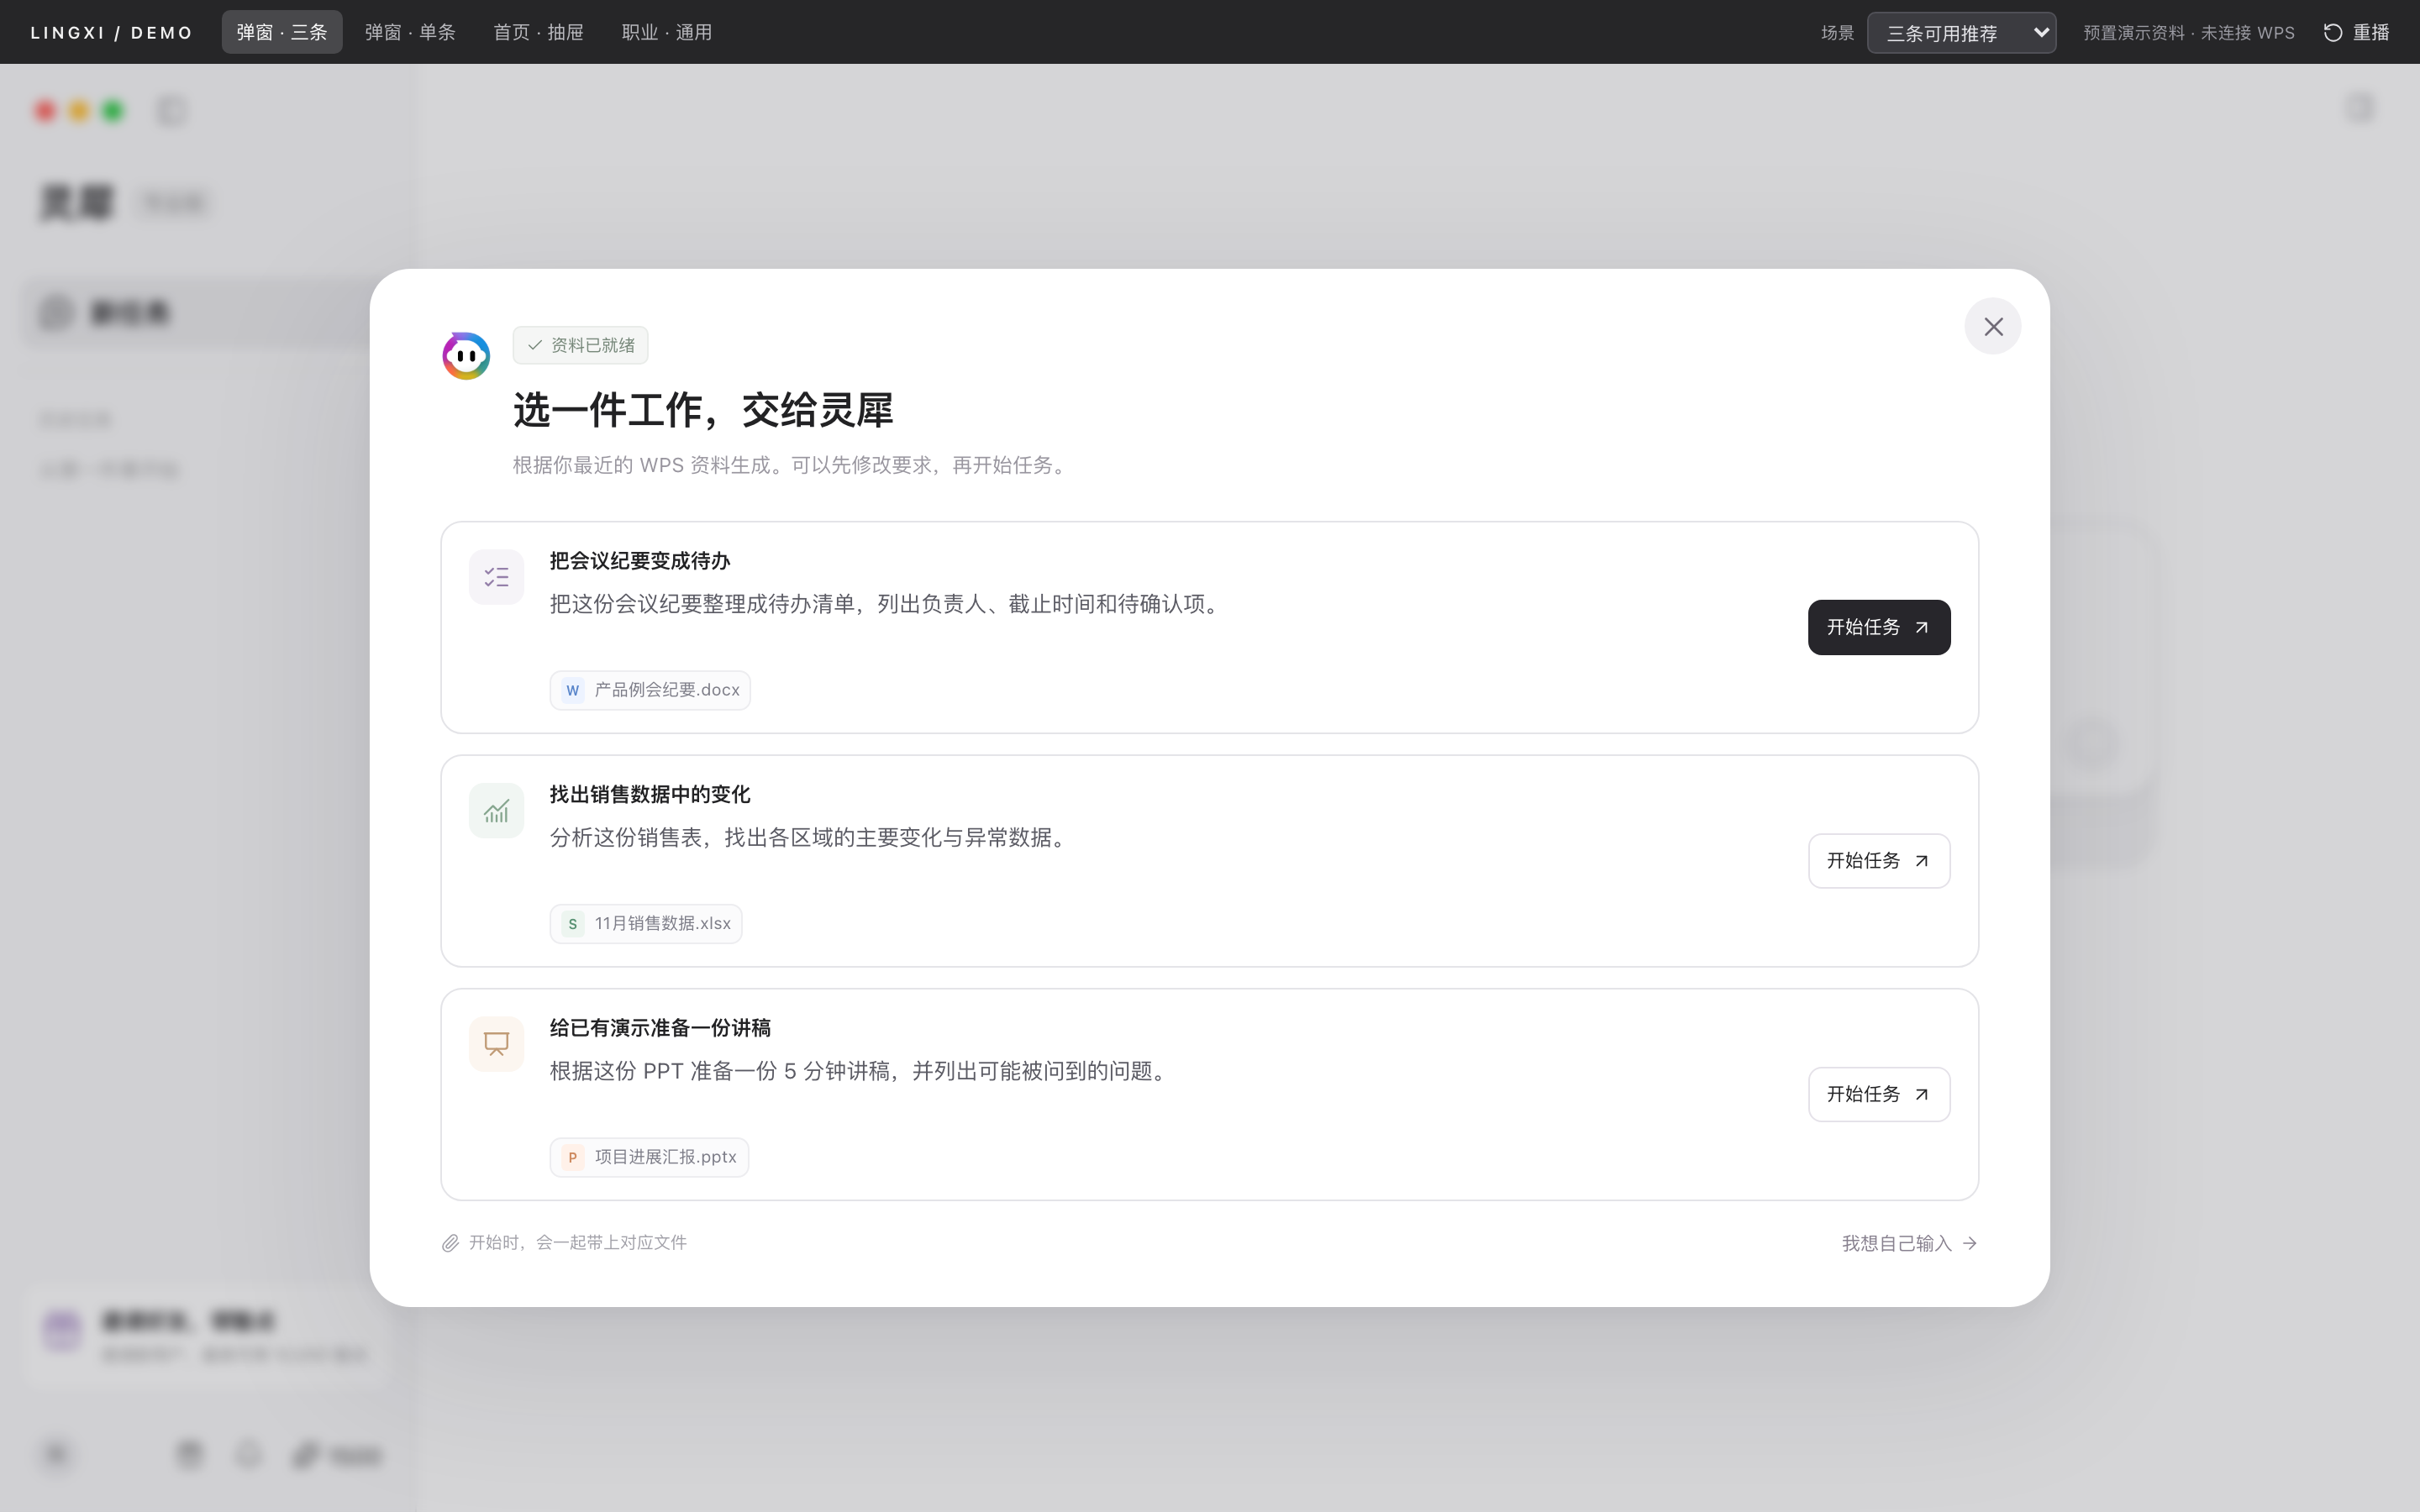 LINGXI / DEMO
弹窗 · 三条
弹窗 · 单条
首页 · 抽屉
职业 · 通用
场景
三条可用推荐
预置演示资料 · 未连接 WPS
重播
灵犀
新任务
资料已就绪
选一件工作，交给灵犀
根据你最近的 WPS 资料生成。可以先修改要求，再开始任务。
把会议纪要变成待办
把这份会议纪要整理成待办清单，列出负责人、截止时间和待确认项。
开始任务
W 产品例会纪要.docx
找出销售数据中的变化
分析这份销售表，找出各区域的主要变化与异常数据。
开始任务
S 11月销售数据.xlsx
给已有演示准备一份讲稿
根据这份 PPT 准备一份 5 分钟讲稿，并列出可能被问到的问题。
开始任务
P 项目进展汇报.pptx
开始时，会一起带上对应文件
我想自己输入